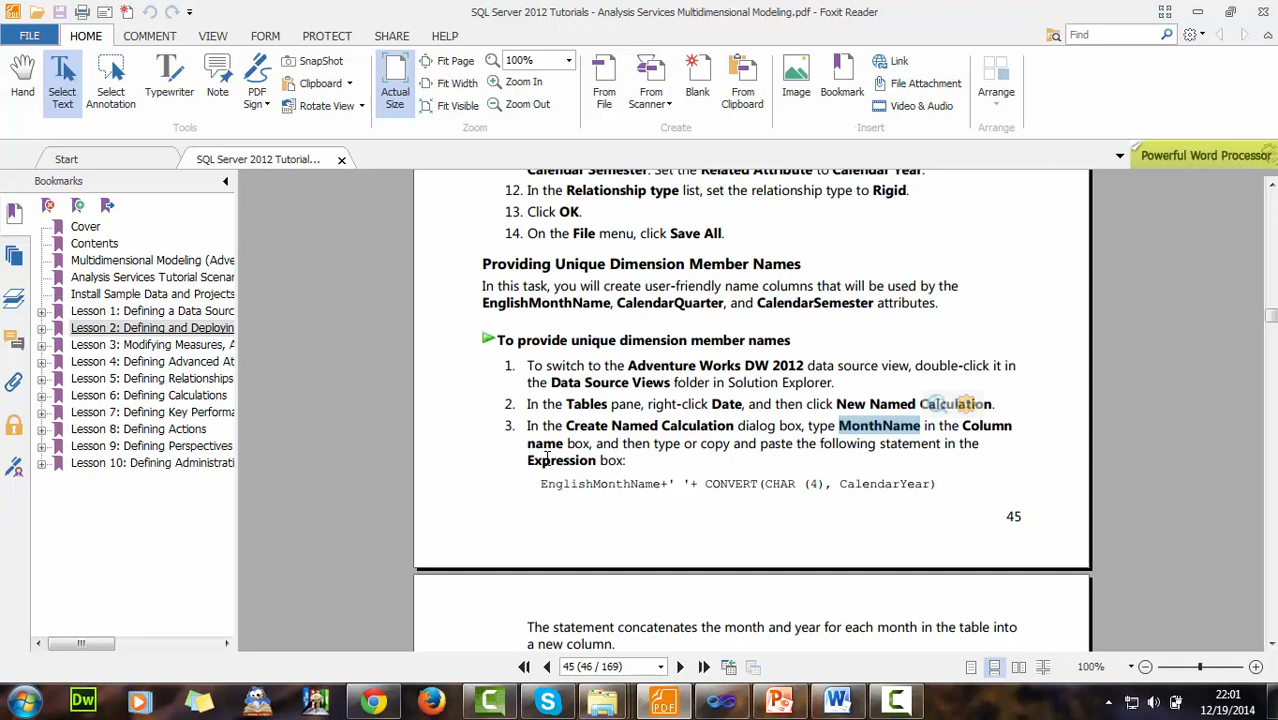 SQL Server 2012 Tutorials - Analysis Services Multidimensional Modeling.pdf - Foxit Reader
FILE HOME COMMENT VIEW FORM PROTECT SHARE HELP Find
Hand
Select Text
Select Annotation
Typewriter
Note
PDF Sign
SnapShot
Clipboard
Rotate View
Tools
Actual Size
Fit Page
Fit Width
Fit Visible
100%
Zoom In
Zoom Out
Zoom
From File
From Scanner
Blank
From Clipboard
Create
Image
Bookmark
Link
File Attachment
Video & Audio
Insert
Arrange
Arrange
Start SQL Server 2012 Tutorial... Powerful Word Processor
Bookmarks
Cover
Contents
Multidimensional Modeling (Adve
Analysis Services Tutorial Scenar
Install Sample Data and Projects
Lesson 1: Defining a Data Sourc
Lesson 2: Defining and Deployin
Lesson 3: Modifying Measures, A
Lesson 4: Defining Advanced At
Lesson 5: Defining Relationships
Lesson 6: Defining Calculations
Lesson 7: Defining Key Performa
Lesson 8: Defining Actions
Lesson 9: Defining Perspectives
Lesson 10: Defining Administrati
Calendar Semester. Set the Related Attribute to Calendar Year.
12. In the Relationship type list, set the relationship type to Rigid.
13. Click OK.
14. On the File menu, click Save All.
Providing Unique Dimension Member Names
In this task, you will create user-friendly name columns that will be used by the
EnglishMonthName, CalendarQuarter, and CalendarSemester attributes.
To provide unique dimension member names
1. To switch to the Adventure Works DW 2012 data source view, double-click it in
the Data Source Views folder in Solution Explorer.
2. In the Tables pane, right-click Date, and then click New Named Calculation.
3. In the Create Named Calculation dialog box, type MonthName in the Column
name box, and then type or copy and paste the following statement in the
Expression box:
EnglishMonthName+' '+ CONVERT(CHAR (4), CalendarYear)
45
The statement concatenates the month and year for each month in the table into
a new column.
45 (46 / 169)
100%
22:01
12/19/2014